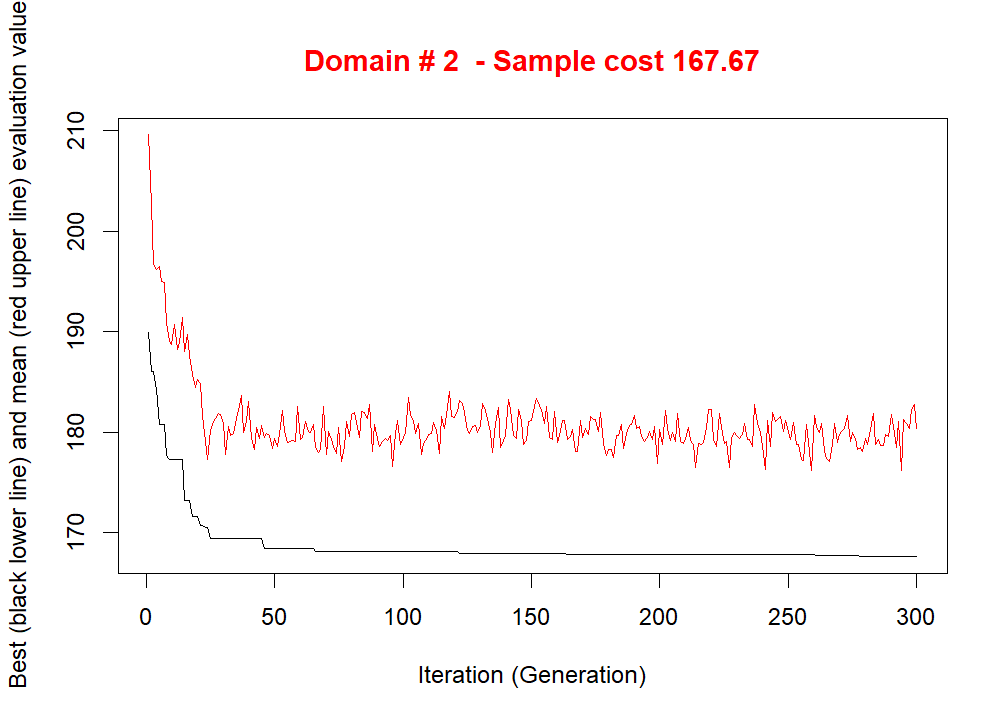 Domain # 2  - Sample cost 167.67
Best (black lower line) and mean (red upper line) evaluation value
210
200
190
180
170
0 50 100 150 200 250 300
Iteration (Generation)